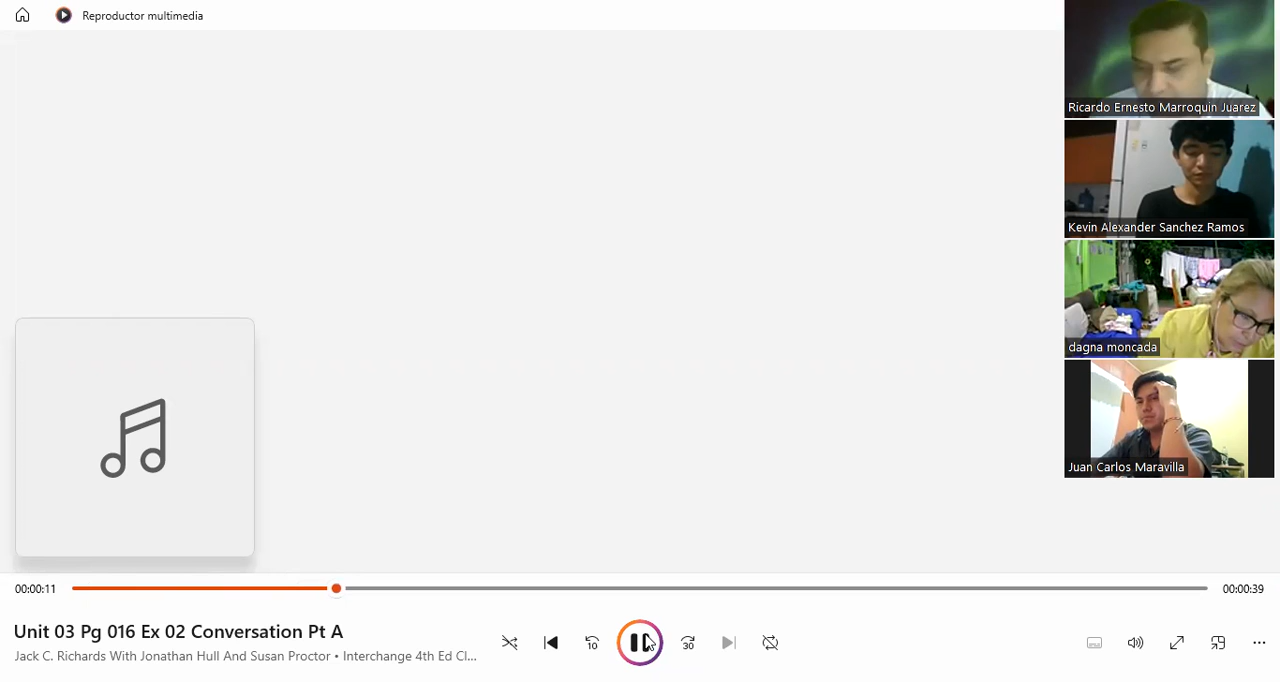 Reproductor multimedia
Ricardo Ernesto Marroquin Juarez
Kevin Alexander Sanchez Ramos
dagna moncada
Juan Carlos Maravilla
00:00:11
00:00:39
Unit 03 Pg 016 Ex 02 Conversation Pt A
Jack C. Richards With Jonathan Hull And Susan Proctor • Interchange 4th Ed Cl...
10
30